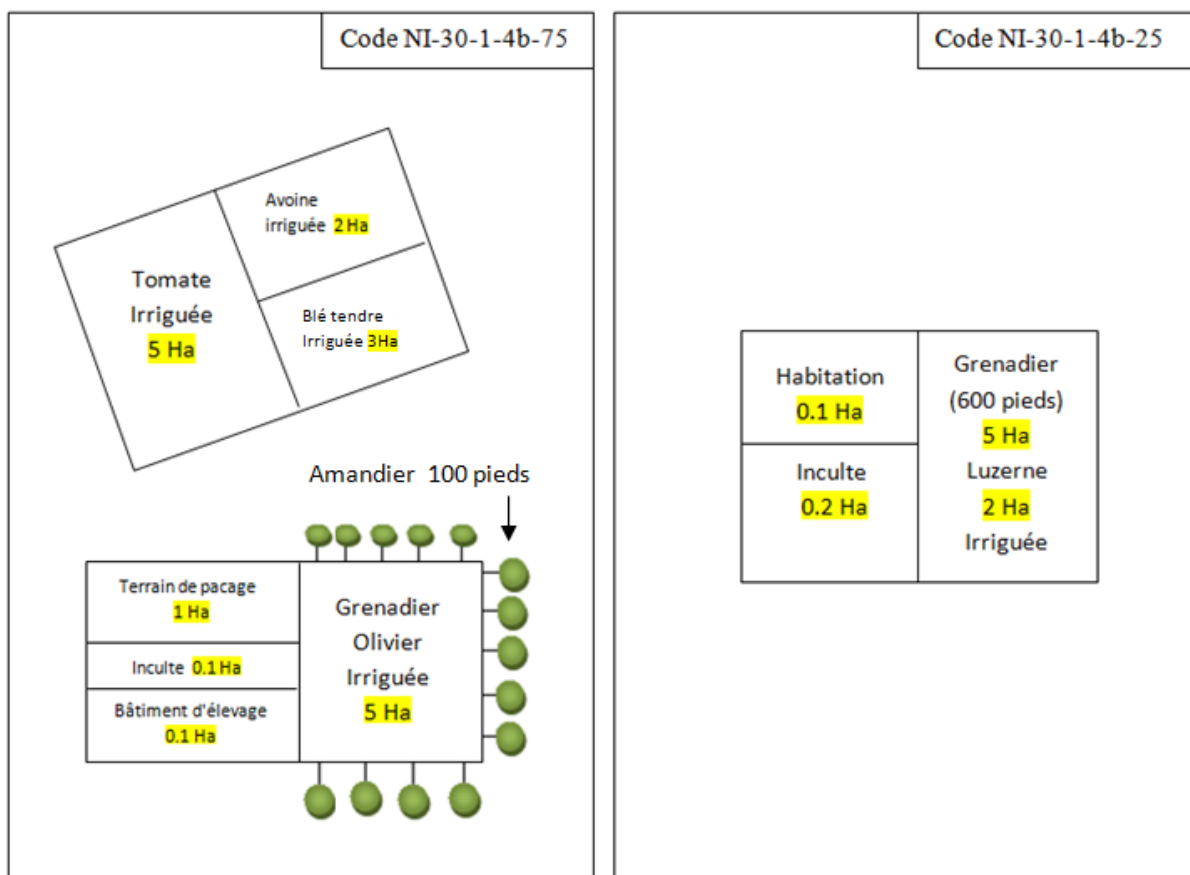 Code NI-30-1-4b-75
Avoine
irriguée 2 Ha
Tomate
Irriguée
5 Ha
Blé tendre
Irriguée 3Ha
Amandier 100 pieds
Terrain de pacage
1 Ha
Inculte 0.1 Ha
Bâtiment d'élevage
0.1 Ha
Grenadier
Olivier
Irriguée
5 Ha
Code NI-30-1-4b-25
Habitation
0.1 Ha
Inculte
0.2 Ha
Grenadier
(600 pieds)
5 Ha
Luzerne
2 Ha
Irriguée